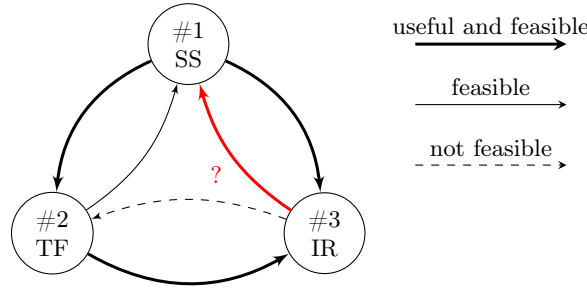 #1
SS
useful and feasible
feasible
not feasible
?
#2
TF
#3
IR